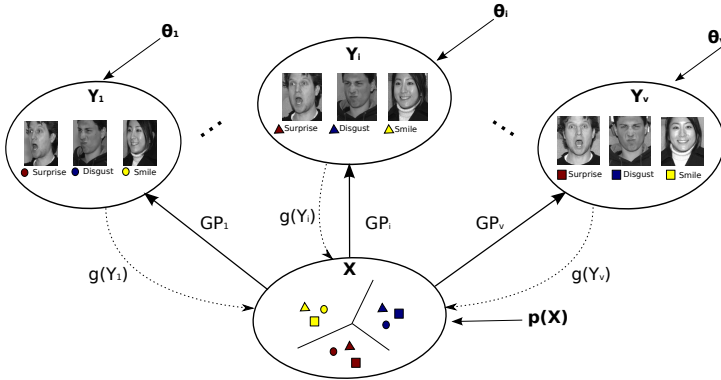 θ₁
θᵢ
θᵥ
Y₁
Yᵢ
Yᵥ
Surprise Disgust Smile
Surprise Disgust Smile
Surprise Disgust Smile
GP₁
g(Yᵢ)
GPᵢ
GPᵥ
g(Y₁)
g(Yᵥ)
X
p(X)